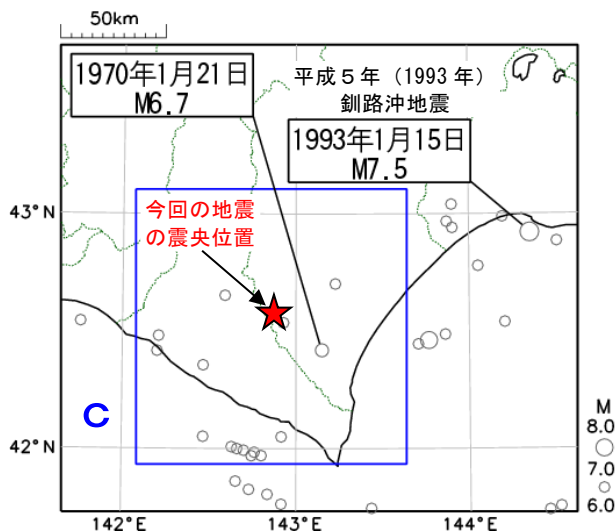 50km
1970年1月21日
M6.7
平成５年（1993 年）
釧路沖地震
1993年1月15日
M7.5
43°N
今回の地震
の震央位置
C
42°N
M
8.0
7.0
6.0
142°E
143°E
144°E